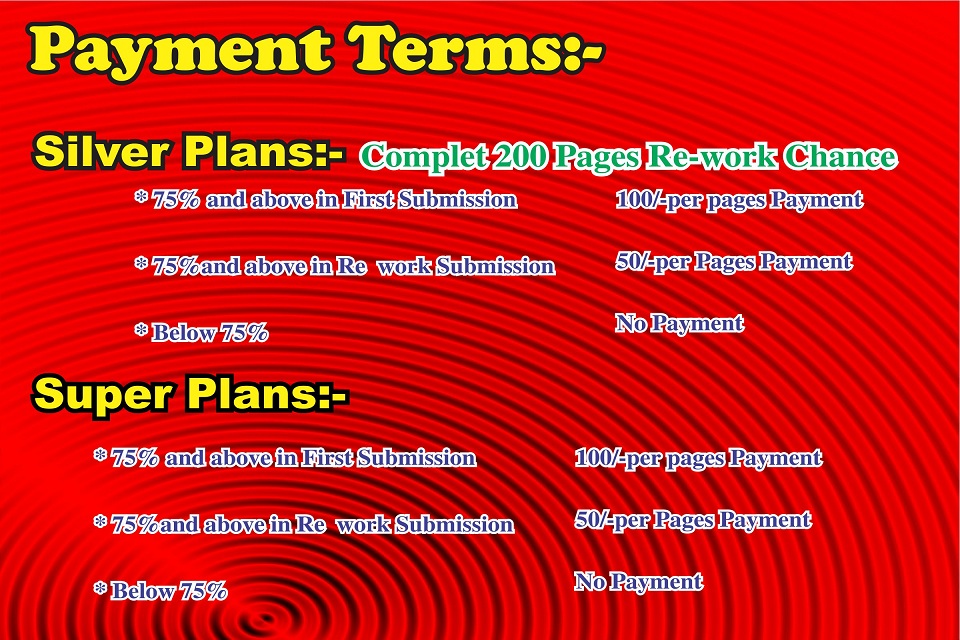 Payment Terms:-
Silver Plans:- Complet 200 Pages Re-work Chance
* 75% and above in First Submission 100/-per pages Payment
* 75%and above in Re work Submission 50/-per Pages Payment
* Below 75% No Payment
Super Plans:-
* 75% and above in First Submission 100/-per pages Payment
* 75%and above in Re work Submission 50/-per Pages Payment
* Below 75% No Payment